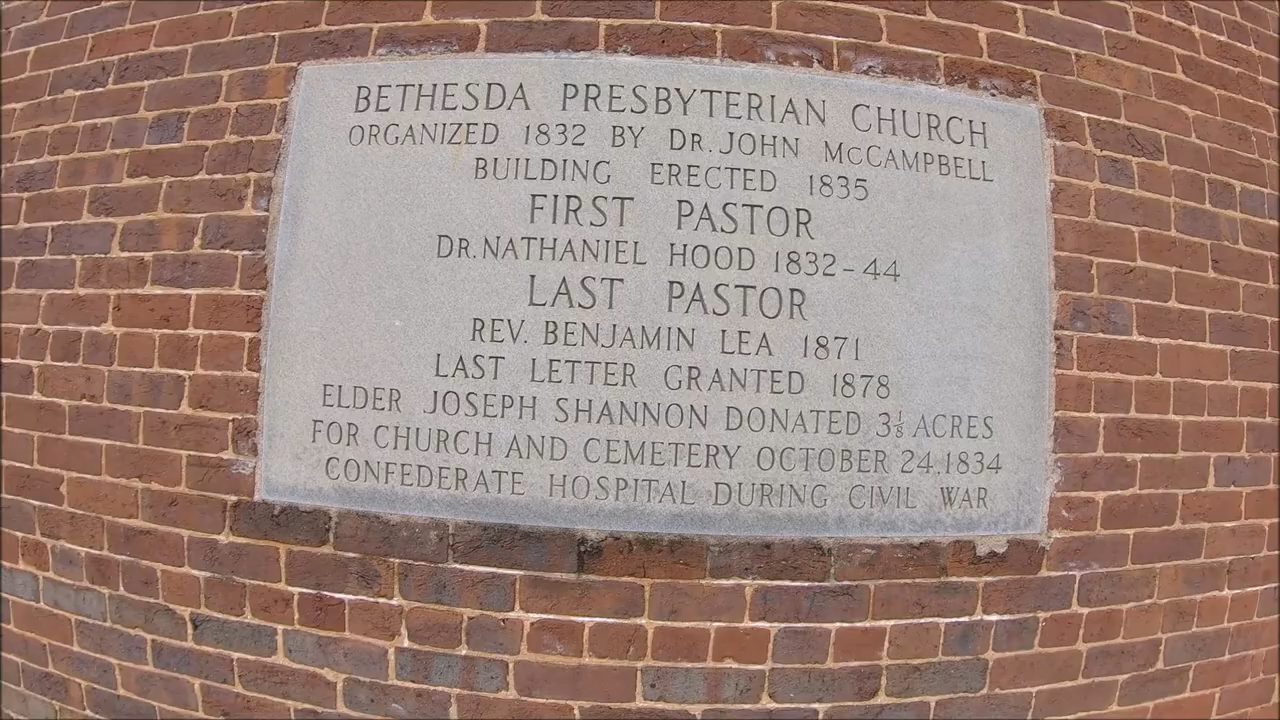 BETHESDA PRESBYTERIAN CHURCH
ORGANIZED 1832 BY DR. JOHN McCAMPBELL
BUILDING ERECTED 1835
FIRST PASTOR
DR. NATHANIEL HOOD 1832-44
LAST PASTOR
REV. BENJAMIN LEA 1871
LAST LETTER GRANTED 1878
ELDER JOSEPH SHANNON DONATED 3 1/8 ACRES
FOR CHURCH AND CEMETERY OCTOBER 24, 1834
CONFEDERATE HOSPITAL DURING CIVIL WAR